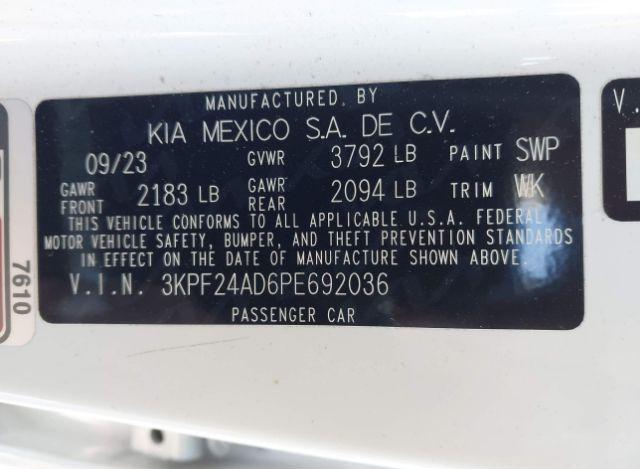 MANUFACTURED BY
KIA MEXICO S.A. DE C.V.
09/23 GVWR 3792 LB PAINT SWP
GAWR FRONT 2183 LB GAWR REAR 2094 LB TRIM WK
THIS VEHICLE CONFORMS TO ALL APPLICABLE U.S.A. FEDERAL
MOTOR VEHICLE SAFETY, BUMPER, AND THEFT PREVENTION STANDARDS
IN EFFECT ON THE DATE OF MANUFACTURE SHOWN ABOVE.
V.I.N. 3KPF24AD6PE692036
PASSENGER CAR
7610
V.